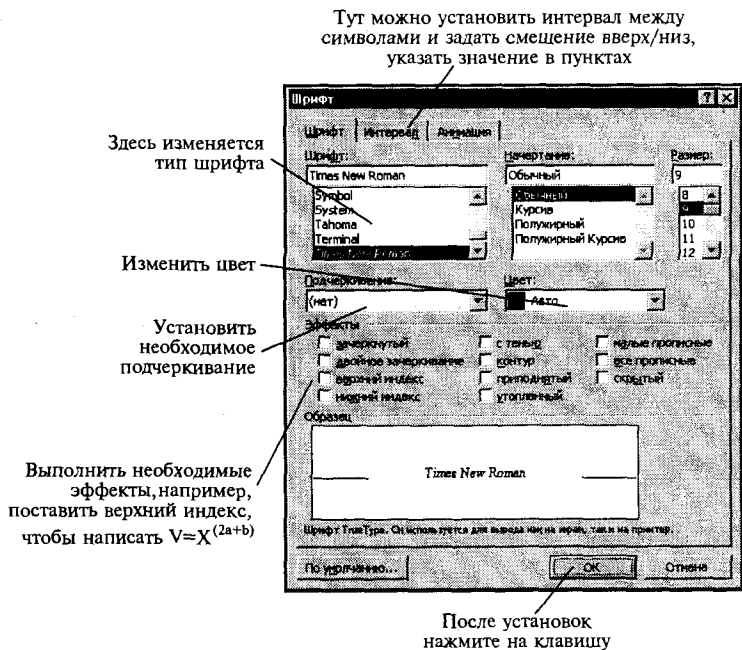 Тут можно установить интервал между
символами и задать смещение вверх/низ,
указать значение в пунктах
Шрифт
Шрифт Интервал Анимация
Здесь изменяется
тип шрифта
Шрифт: Начертание: Размер:
Times New Roman Обычный 9
Symbol Обычный 8
System Курсив 9
Tahoma Полужирный 10
Terminal Полужирный Курсив 11
Times New Roman 12
Изменить цвет
Подчеркивание: Цвет:
(нет) Авто
Установить
необходимое
подчеркивание
Эффекты
зачеркнутый с тенью малые прописные
двойное зачеркивание контур все прописные
верхний индекс приподнятый скрытый
нижний индекс утопленный
Образец
Times New Roman
Выполнить необходимые
эффекты,например,
поставить верхний индекс,
чтобы написать V=X(2a+b)
Шрифт TrueType. Он используется для вывода как на экран, так и на принтер.
По умолчанию... ОК Отмена
После установок
нажмите на клавишу